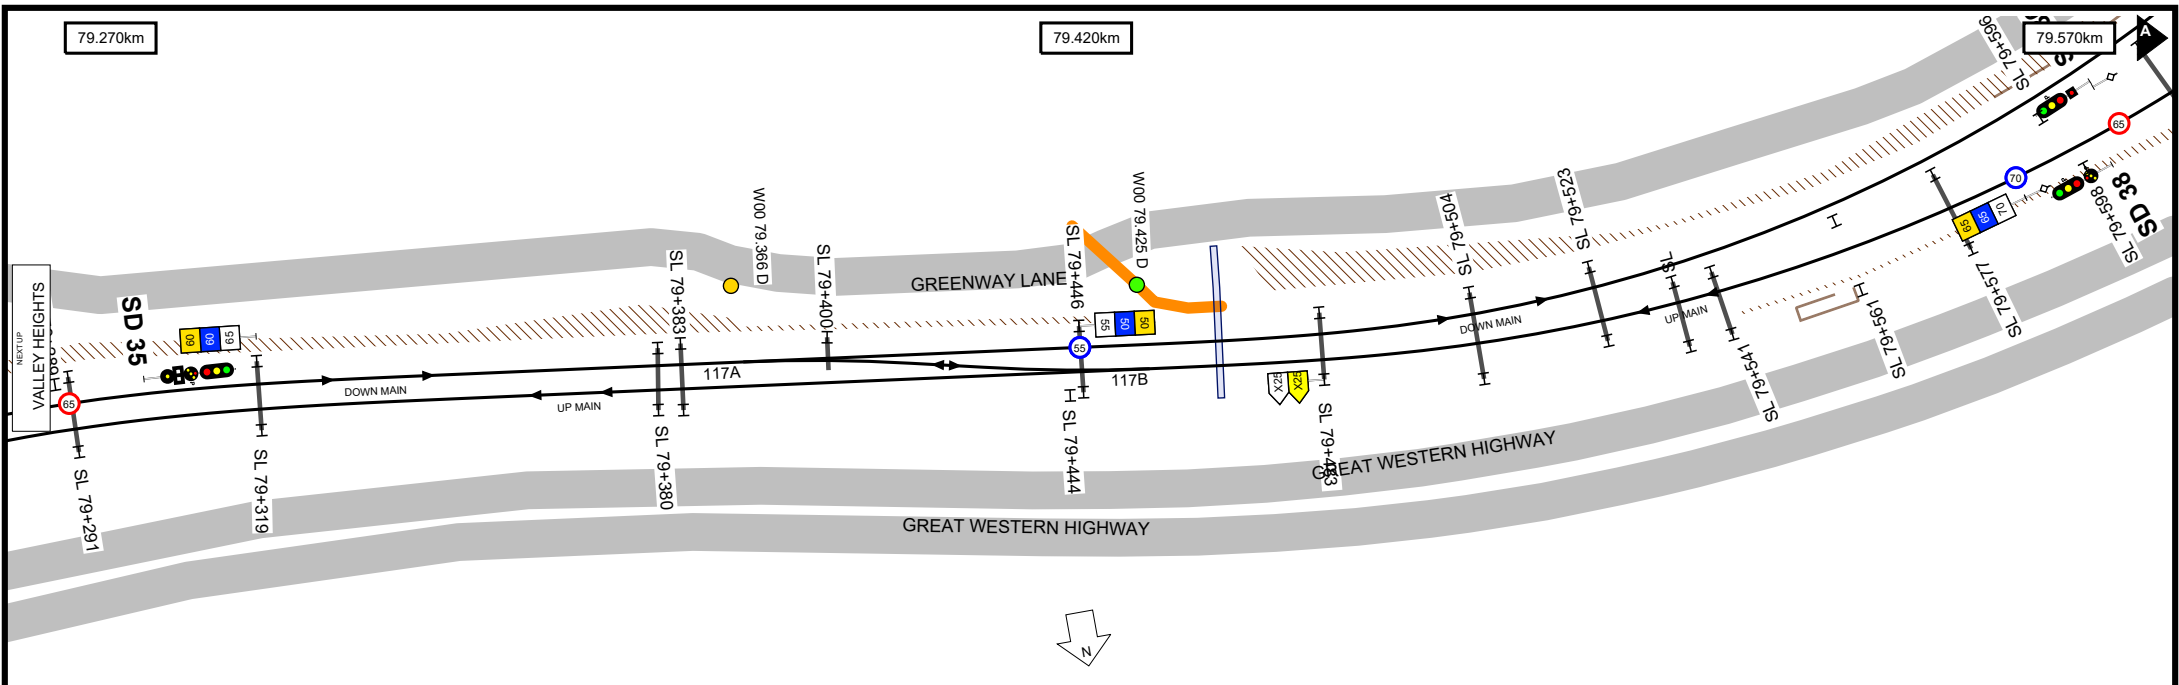 79.270km
79.420km
79.570km
A
SL 79+596
65
70
SD 38
SL 79+598
65
65
70
SL 79+577
SL 79+561
SL 79+541
SL
SL 79+523
SL 79+504
W00 79.425 D
W00 79.366 D
GREENWAY LANE
SL 79+446
SL 79+400
SL 79+383
SD 35
60
60
65
NEXT UP
VALLEY HEIGHTS
65
DOWN MAIN
UP MAIN
117A
55
50
50
55
117B
X25
X25
DOWN MAIN
UP MAIN
SL 79+291
SL 79+319
SL 79+380
SL 79+444
GREAT WESTERN HIGHWAY
GREAT WESTERN HIGHWAY
N